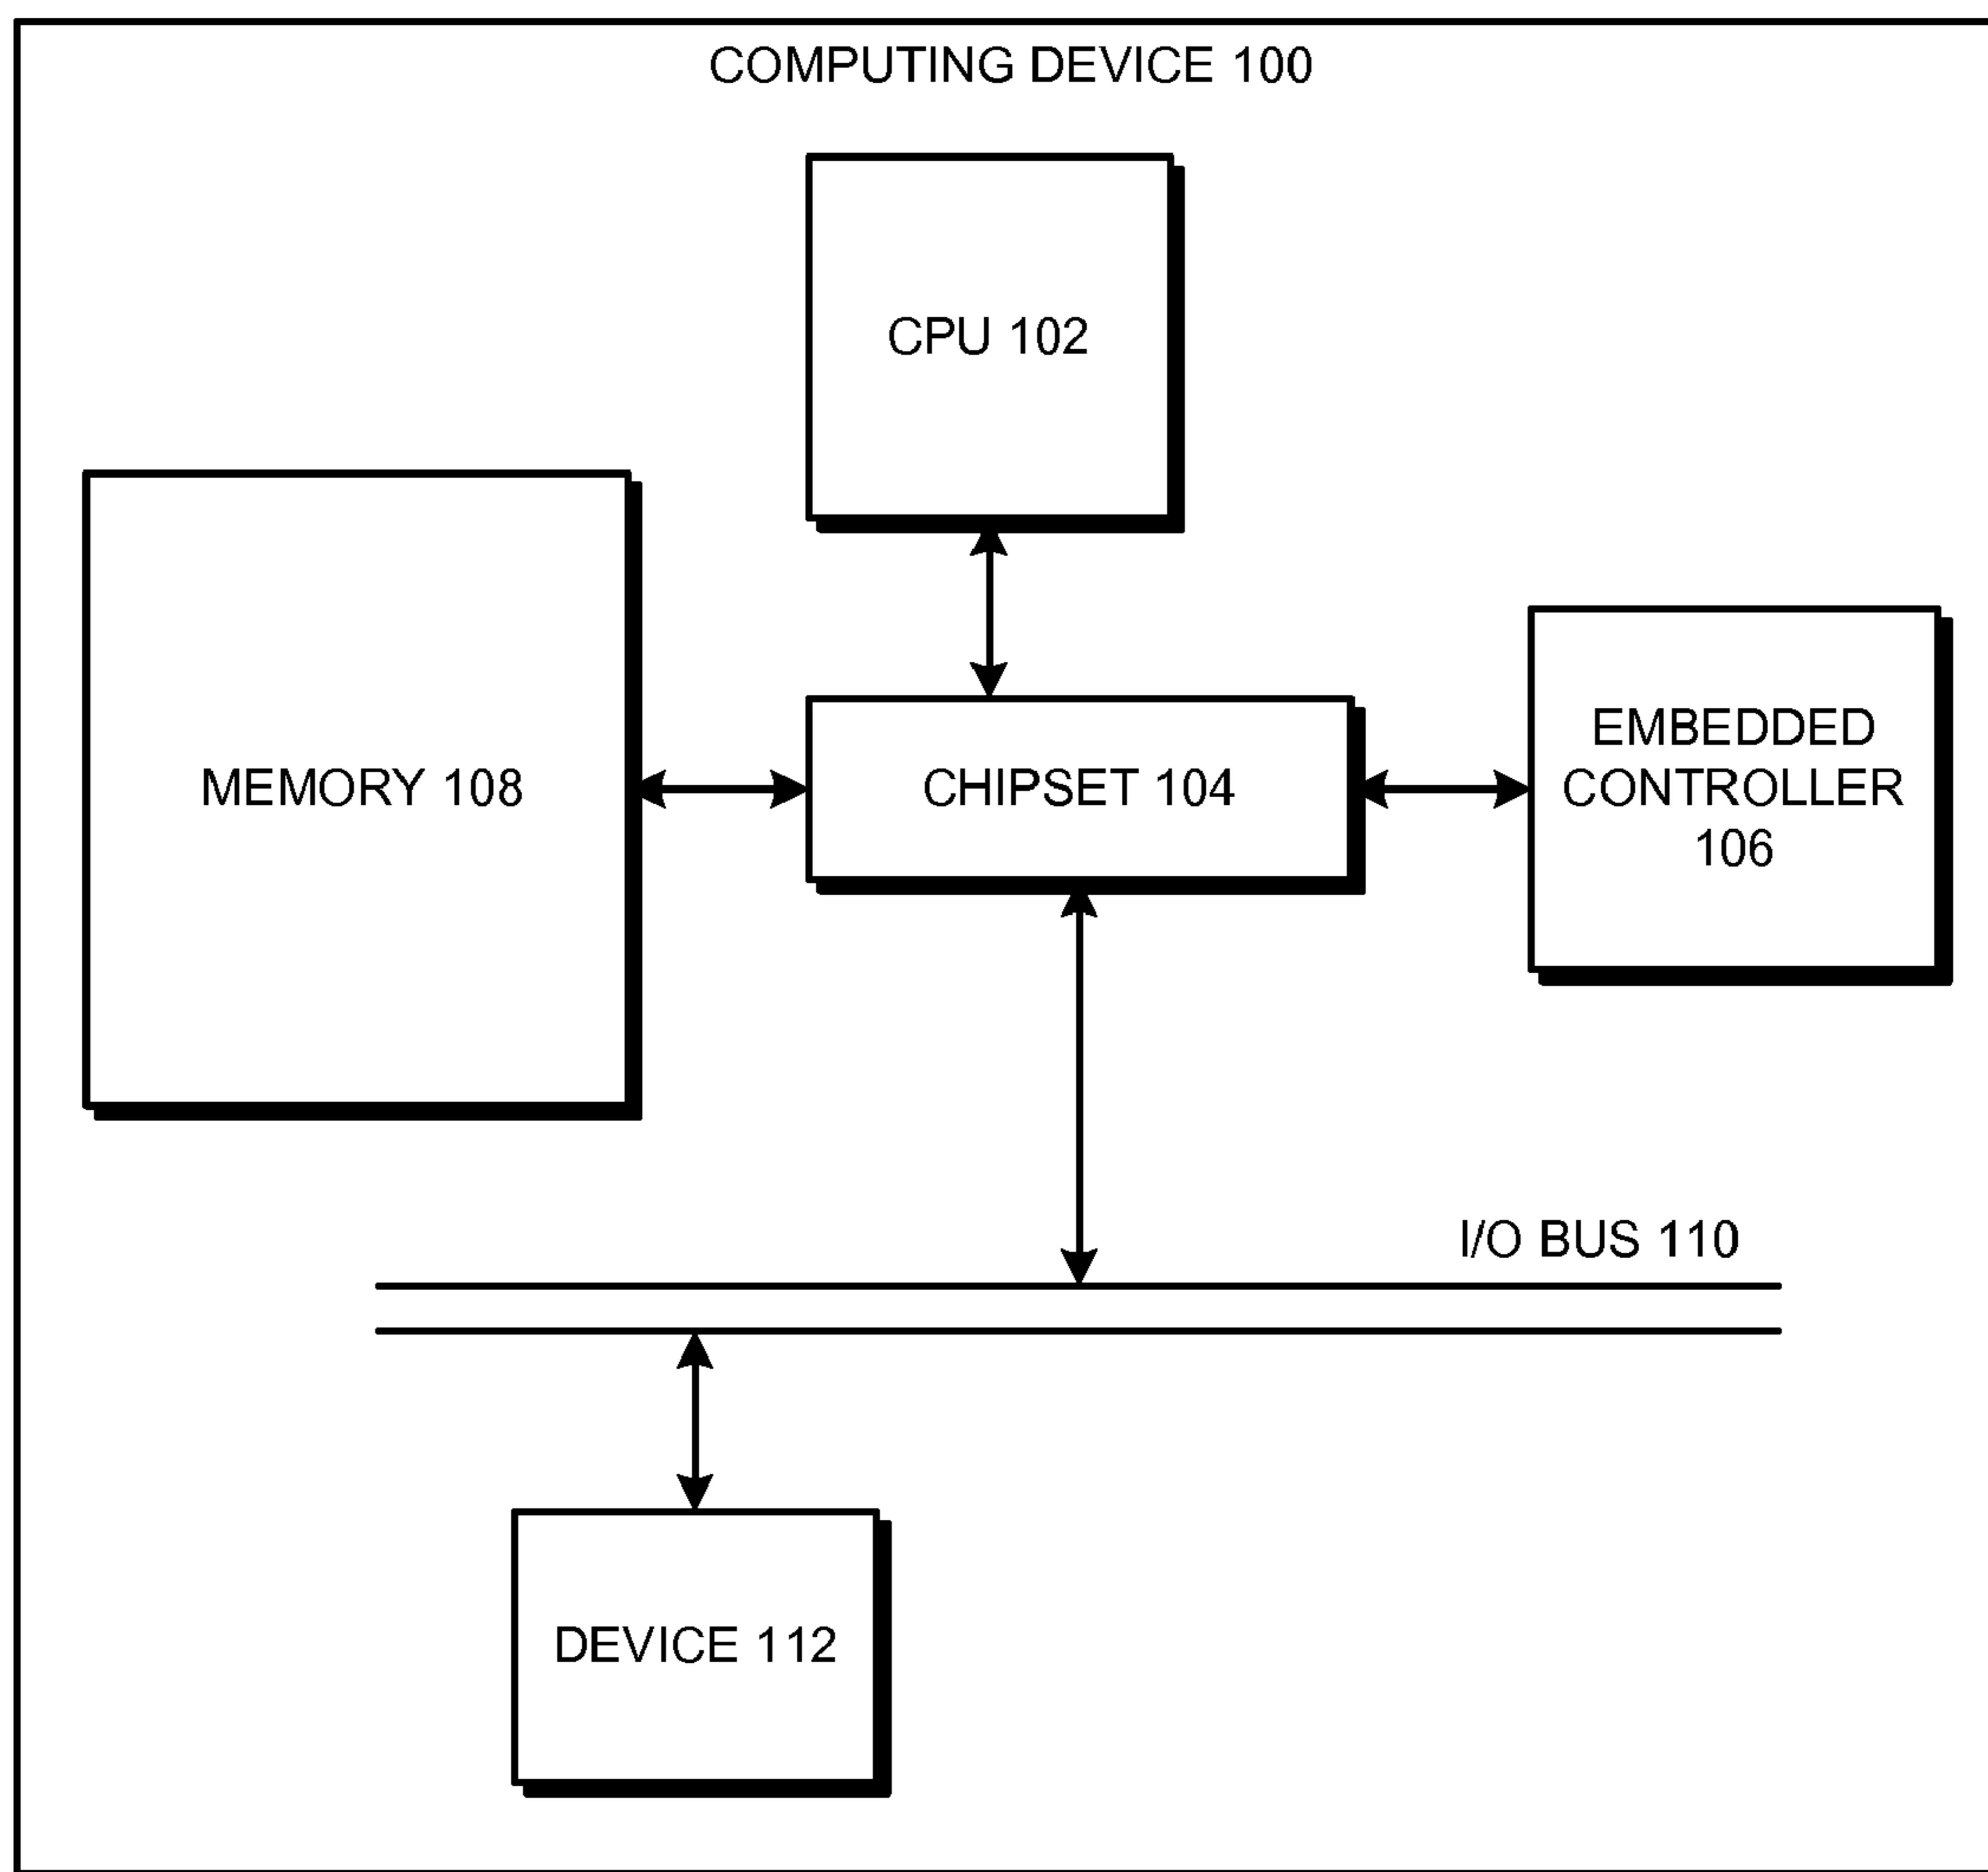 COMPUTING DEVICE 100
CPU 102
MEMORY 108
CHIPSET 104
EMBEDDED
CONTROLLER
106
I/O BUS 110
DEVICE 112